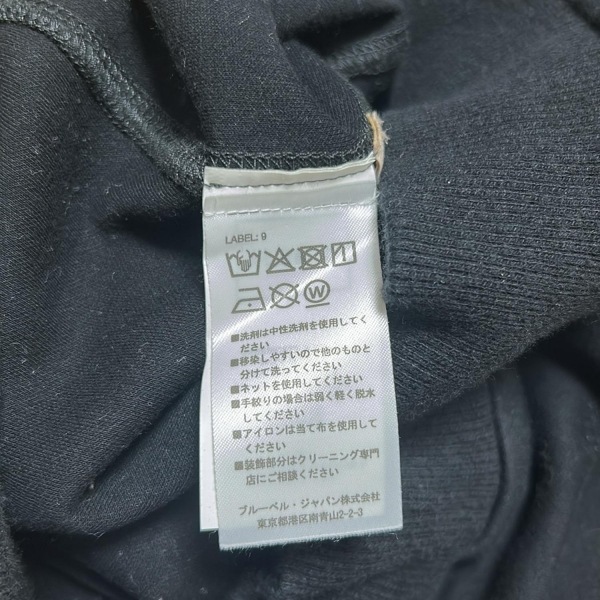 LABEL: 9
W
■洗剤は中性洗剤を使用してく
ださい
■移染しやすいので他のものと
分けて洗ってください
■ネットを使用してください
■手絞りの場合は弱く軽く脱水
してください
■アイロンは当て布を使用して
ください
■装飾部分はクリーニング専門
店にご相談ください
ブルーベル・ジャパン株式会社
東京都港区南青山2-2-3